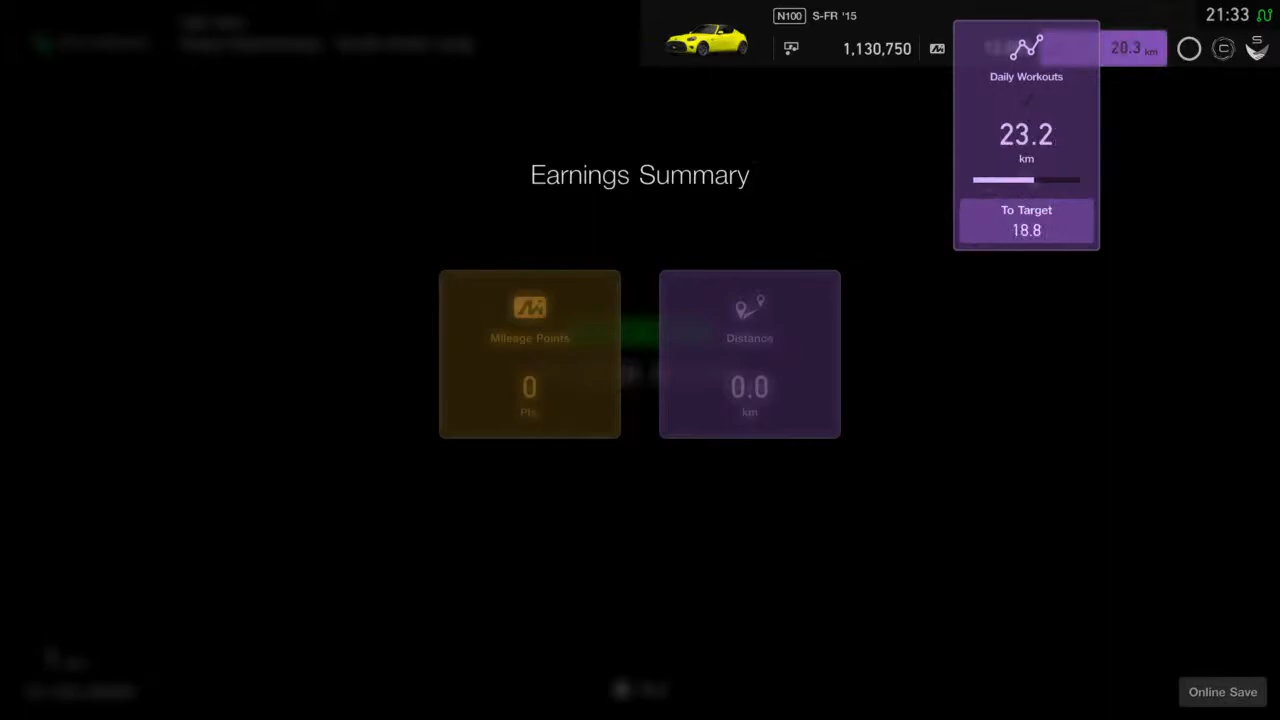 N100 S-FR '15
21:33
1,130,750
20.3 km
Daily Workouts
23.2
km
To Target
18.8
Earnings Summary
Mileage Points
0
Pts
Distance
0.0
km
Online Save